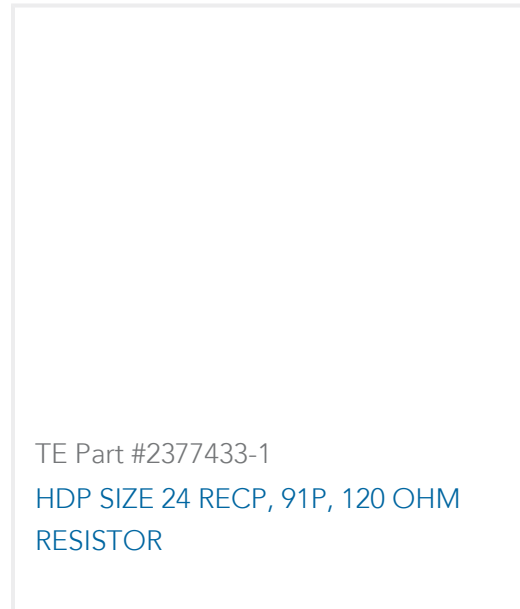 TE Part #2377433-1
HDP SIZE 24 RECP, 91P, 120 OHM
RESISTOR